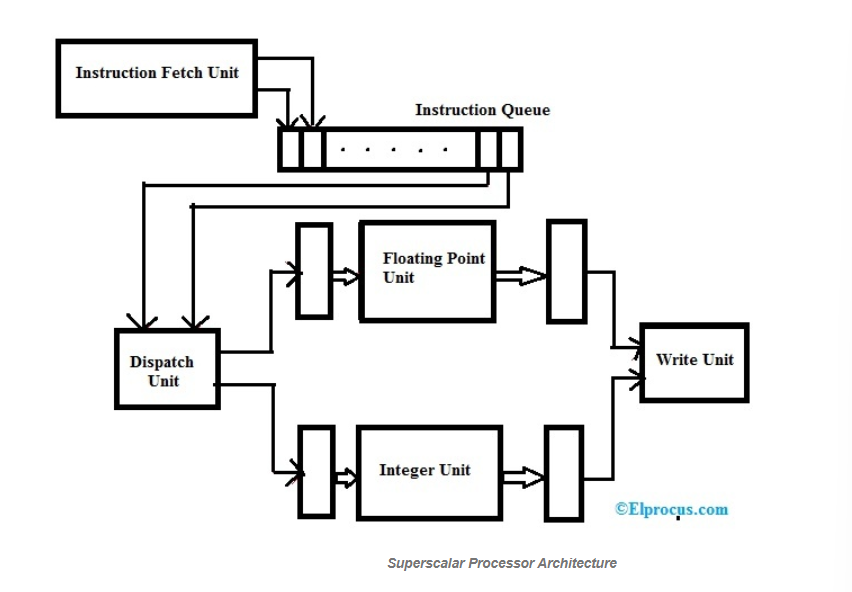 Instruction Fetch Unit
Instruction Queue
. . . . .
Floating Point
Unit
Dispatch
Unit
Write Unit
Integer Unit
©Elprocus.com
Superscalar Processor Architecture